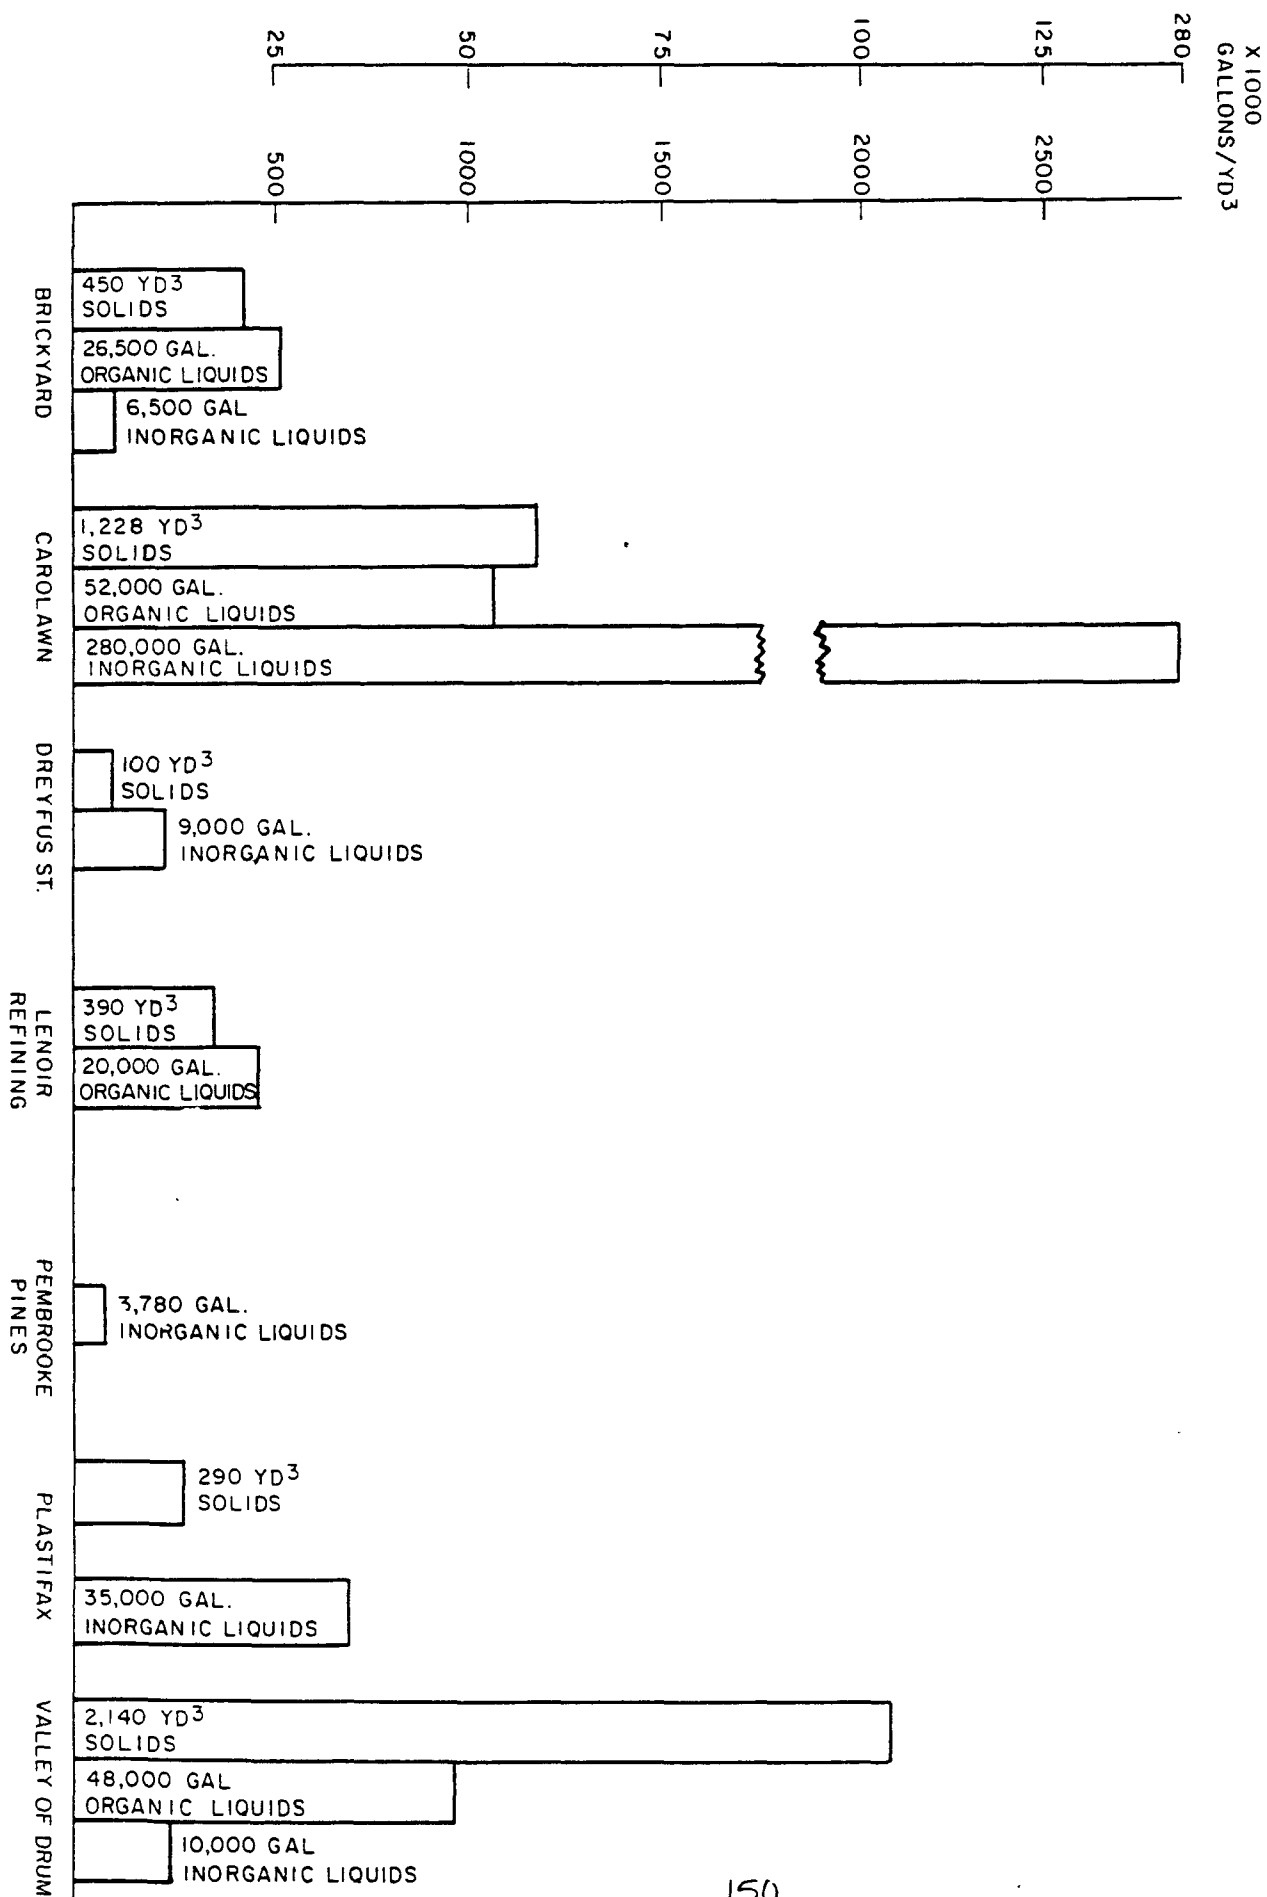 X 1000
GALLONS/YD3
280
125
100
75
50
25
2500
2000
1500
1000
500
BRICKYARD
450 YD3
SOLIDS
26,500 GAL.
ORGANIC LIQUIDS
6,500 GAL
INORGANIC LIQUIDS
CAROLAWN
1,228 YD3
SOLIDS
52,000 GAL.
ORGANIC LIQUIDS
280,000 GAL.
INORGANIC LIQUIDS
DREYFUS ST.
100 YD3
SOLIDS
9,000 GAL.
INORGANIC LIQUIDS
LENOIR
REFINING
390 YD3
SOLIDS
20,000 GAL.
ORGANIC LIQUIDS
PEMBROOKE
PINES
3,780 GAL.
INORGANIC LIQUIDS
PLASTIFAX
290 YD3
SOLIDS
35,000 GAL.
INORGANIC LIQUIDS
VALLEY OF DRUM
2,140 YD3
SOLIDS
48,000 GAL
ORGANIC LIQUIDS
10,000 GAL
INORGANIC LIQUIDS
150